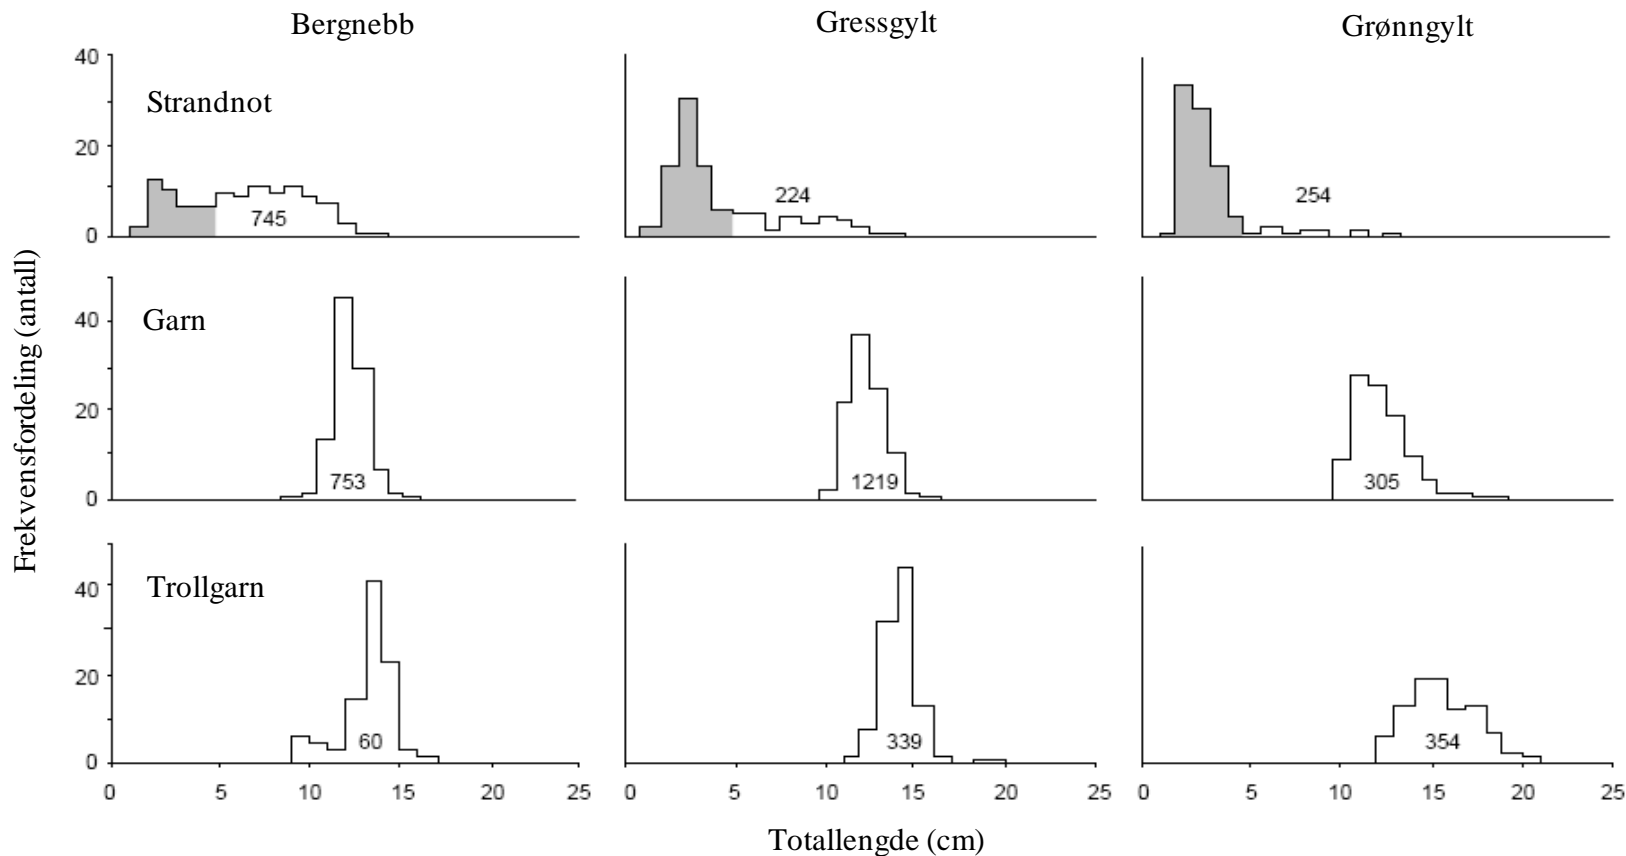 Bergnebb Gressgylt Grønngylt
Frekvensfordeling (antall)
40
20
0
Strandnot
745
224
254
40
20
0
Garn
753
1219
305
40
20
0
Trollgarn
60
339
354
0 5 10 15 20 25
0 5 10 15 20 25
0 5 10 15 20 25
Totallengde (cm)